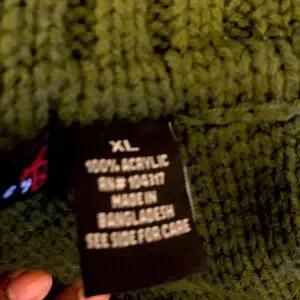 XL
100% ACRYLIC
RN# 104317
MADE IN
BANGLADESH
SEE SIDE FOR CARE